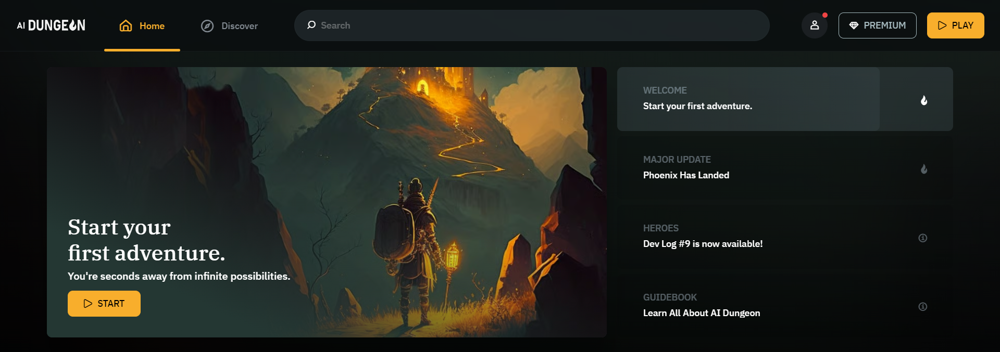 AI DUNGEON
Home
Discover
Search
PREMIUM
PLAY
Start your
first adventure.
You're seconds away from infinite possibilities.
START
WELCOME
Start your first adventure.
MAJOR UPDATE
Phoenix Has Landed
HEROES
Dev Log #9 is now available!
GUIDEBOOK
Learn All About AI Dungeon